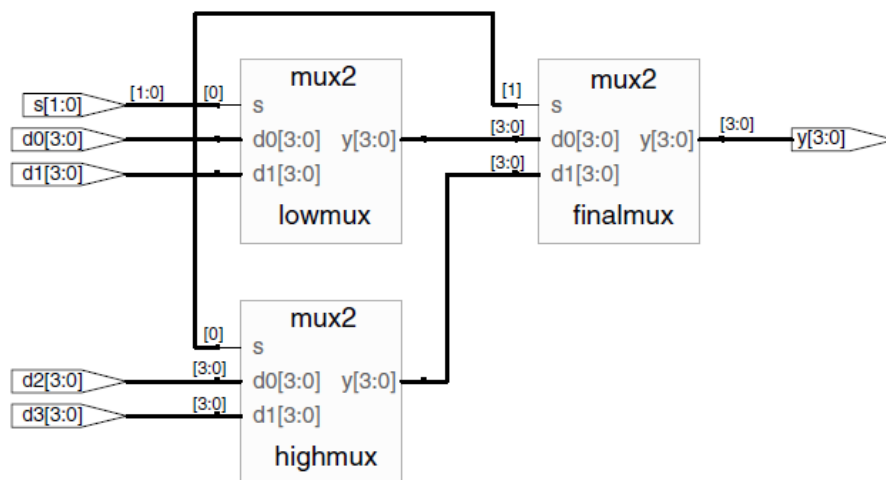 mux2
mux2
[1:0]
[0]
[1]
s[1:0]
s
s
[3:0]
[3:0]
d0[3:0]
d0[3:0]
y[3:0]
d0[3:0]
y[3:0]
y[3:0]
[3:0]
d1[3:0]
d1[3:0]
d1[3:0]
lowmux
finalmux
mux2
[0]
s
[3:0]
d2[3:0]
d0[3:0]
y[3:0]
[3:0]
d3[3:0]
d1[3:0]
highmux